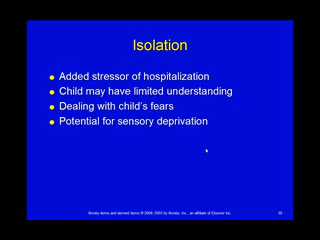 Isolation
Added stressor of hospitalization
Child may have limited understanding
Dealing with child's fears
Potential for sensory deprivation
Mosby items and derived items © 2009, 2005 by Mosby, Inc., an affiliate of Elsevier Inc.